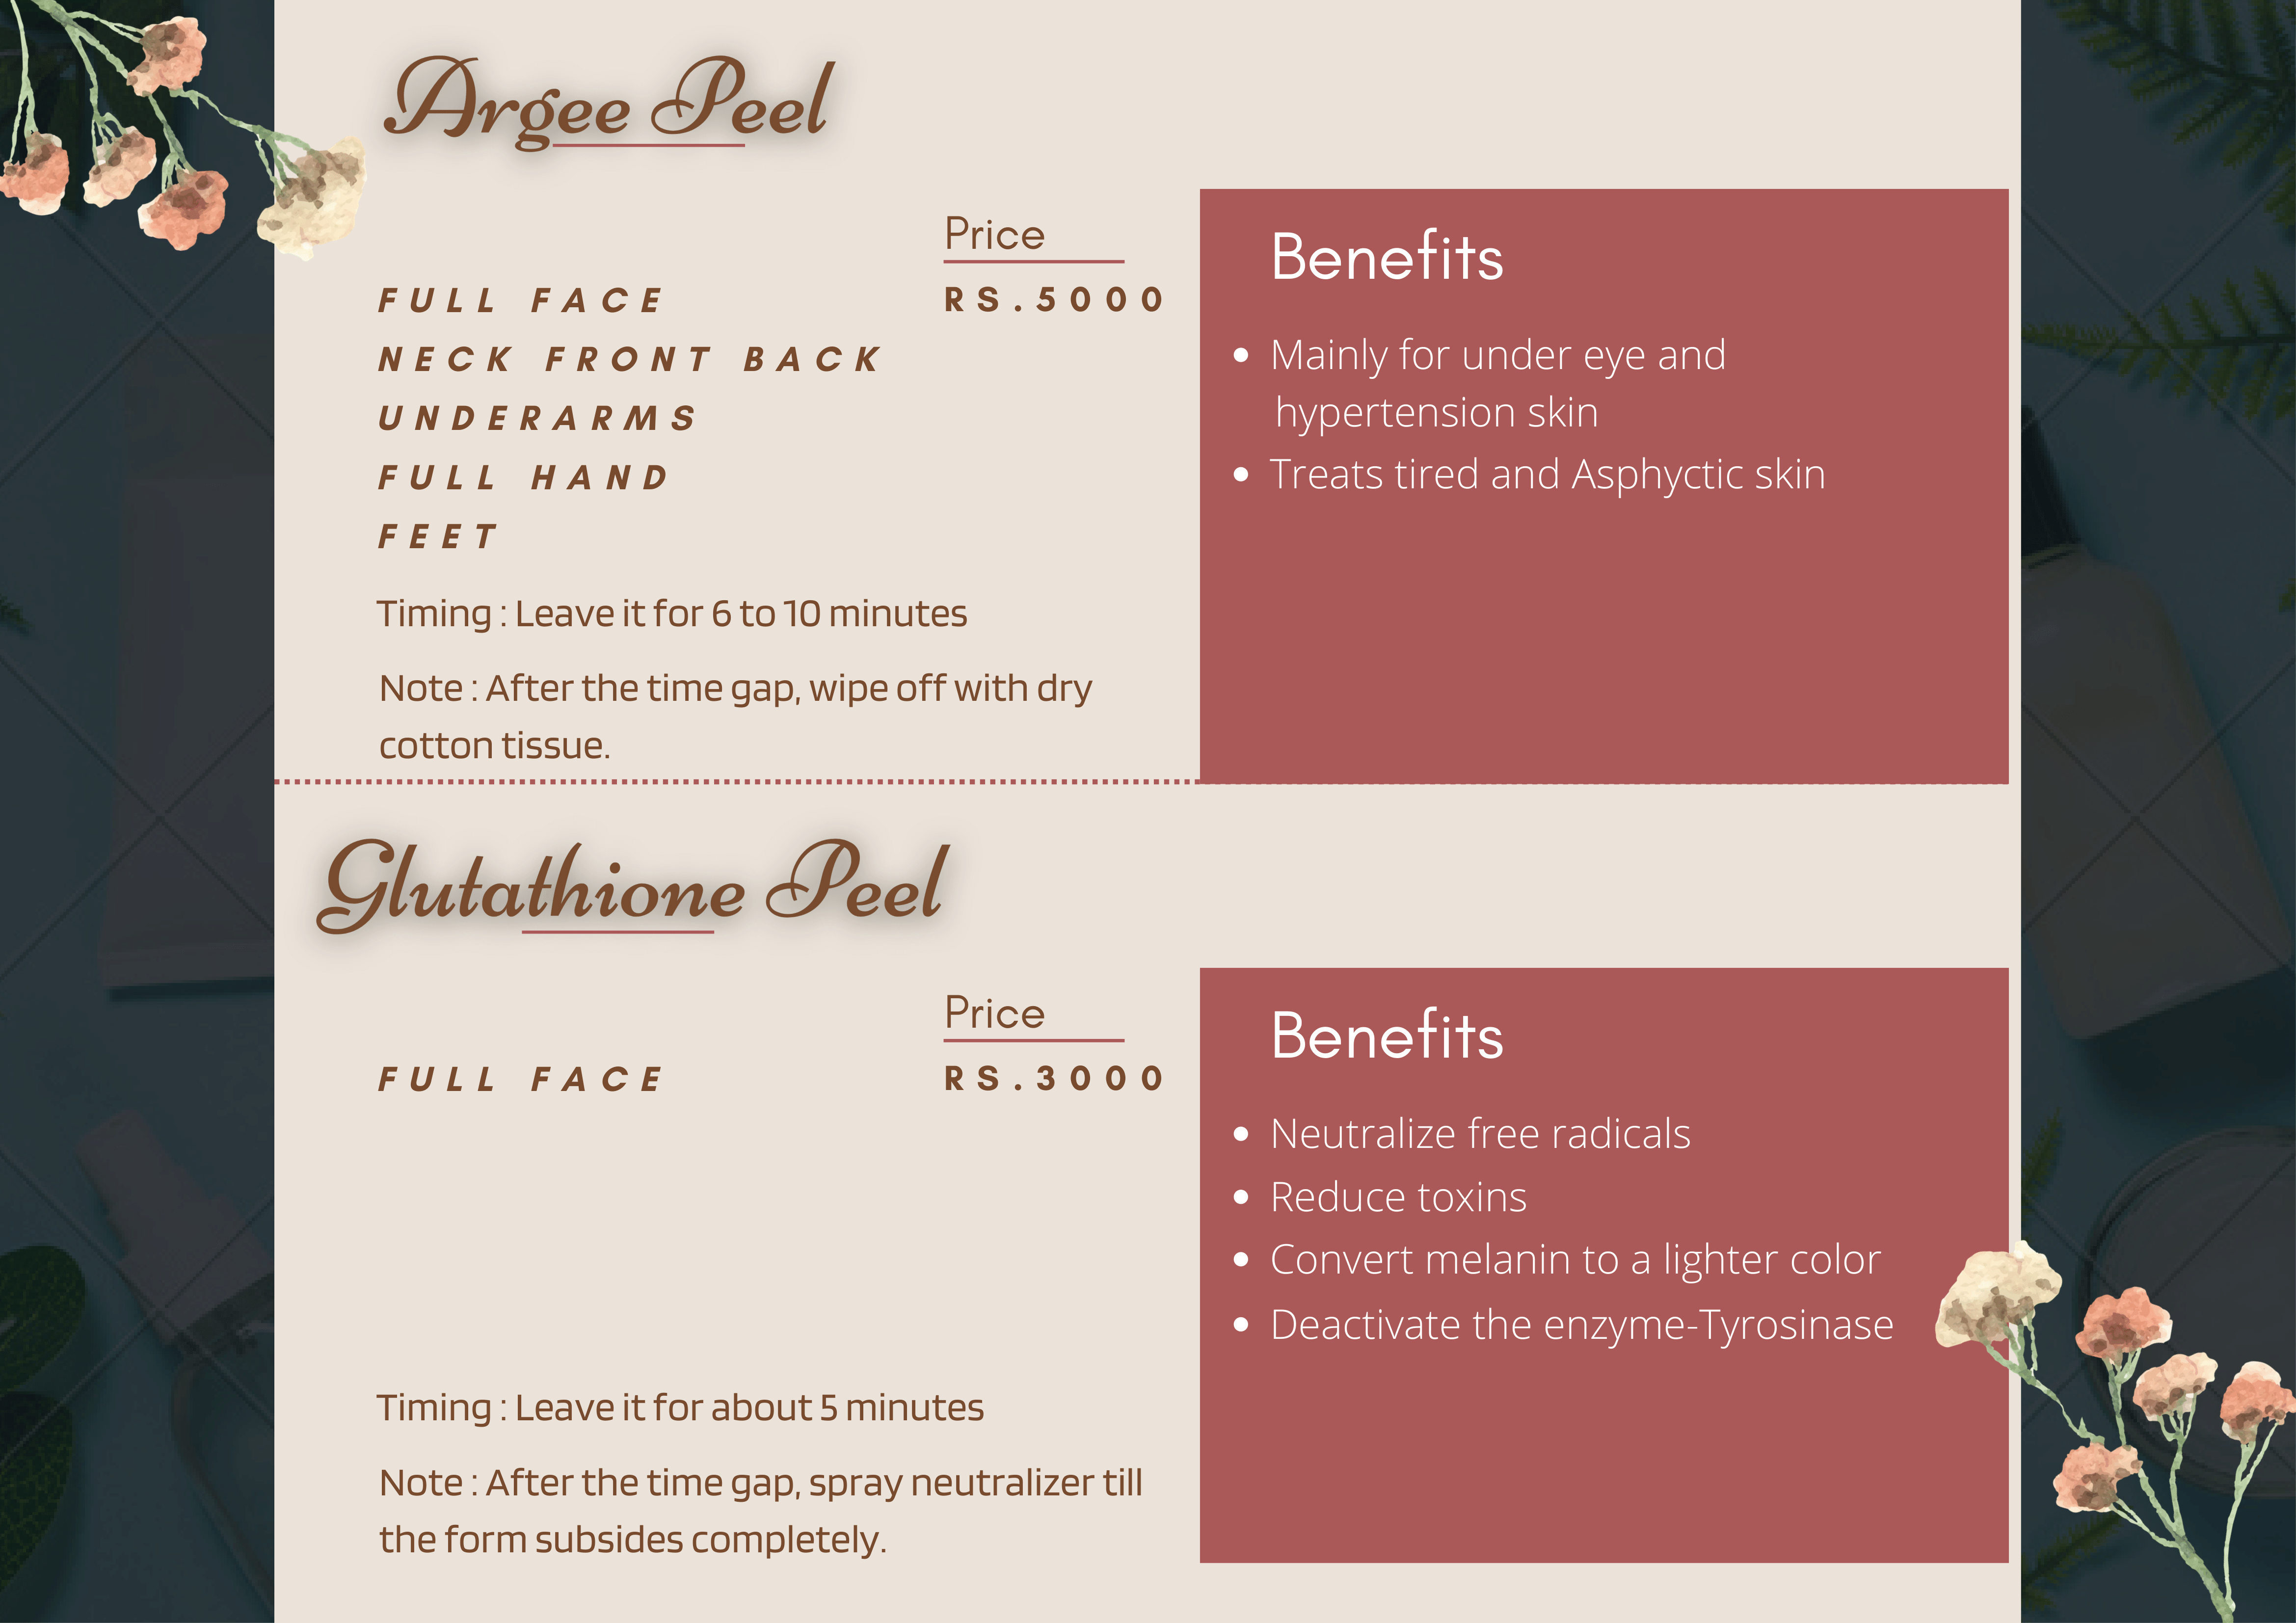 Argee Peel
Price
FULL FACE RS.5000
NECK FRONT BACK
UNDERARMS
FULL HAND
FEET
Timing : Leave it for 6 to 10 minutes
Note : After the time gap, wipe off with dry
cotton tissue.
Benefits
• Mainly for under eye and
hypertension skin
• Treats tired and Asphyctic skin
Glutathione Peel
Price
FULL FACE RS.3000
Timing : Leave it for about 5 minutes
Note : After the time gap, spray neutralizer till
the form subsides completely.
Benefits
• Neutralize free radicals
• Reduce toxins
• Convert melanin to a lighter color
• Deactivate the enzyme-Tyrosinase